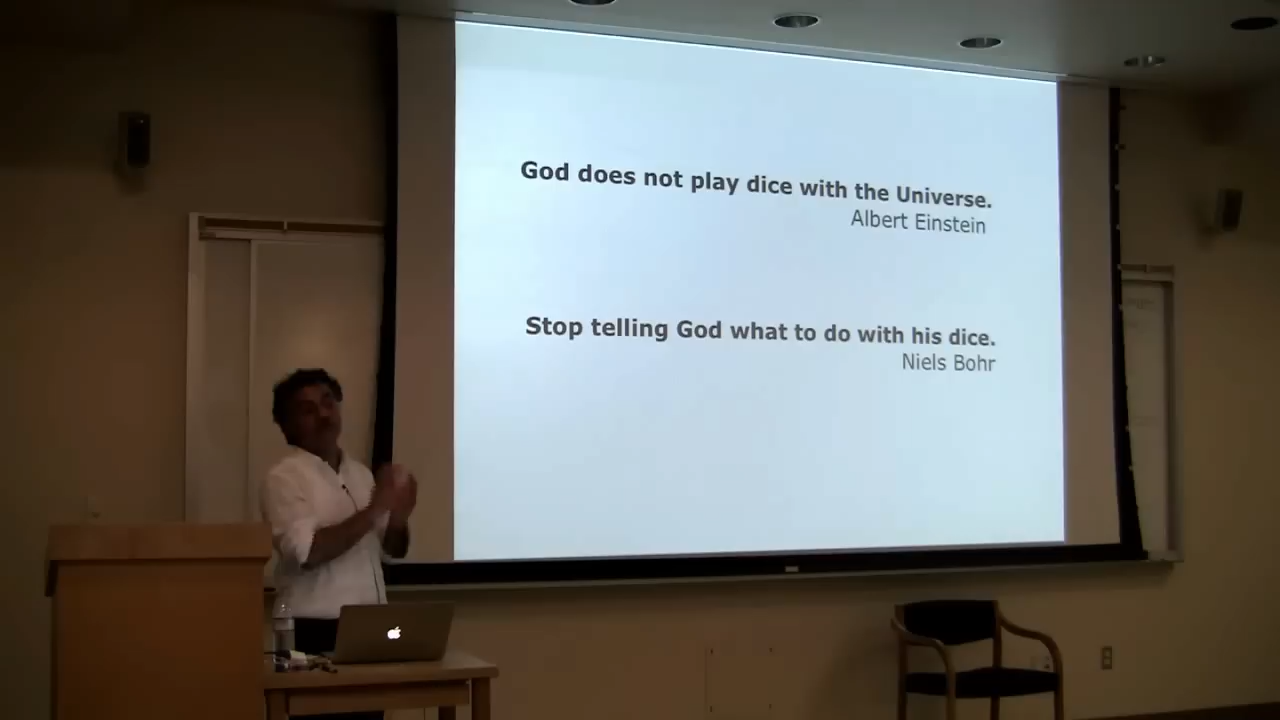 God does not play dice with the Universe.
Albert Einstein
Stop telling God what to do with his dice.
Niels Bohr